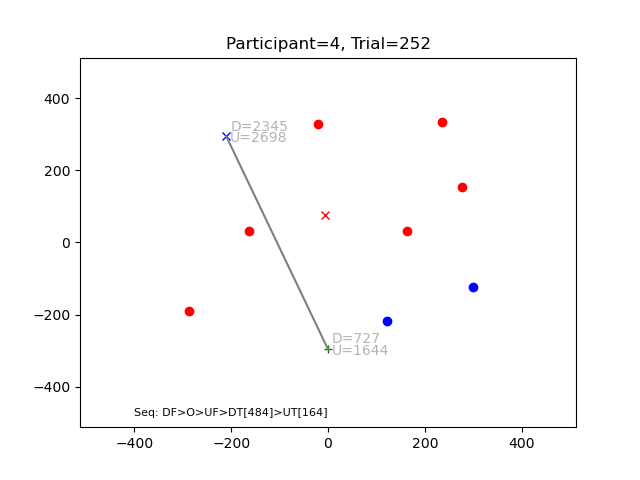 Participant=4, Trial=252
400
200
0
−200
−400
D=2345
U=2698
D=727
U=1644
Seq: DF>O>UF>DT[484]>UT[164]
−400
−200
0
200
400